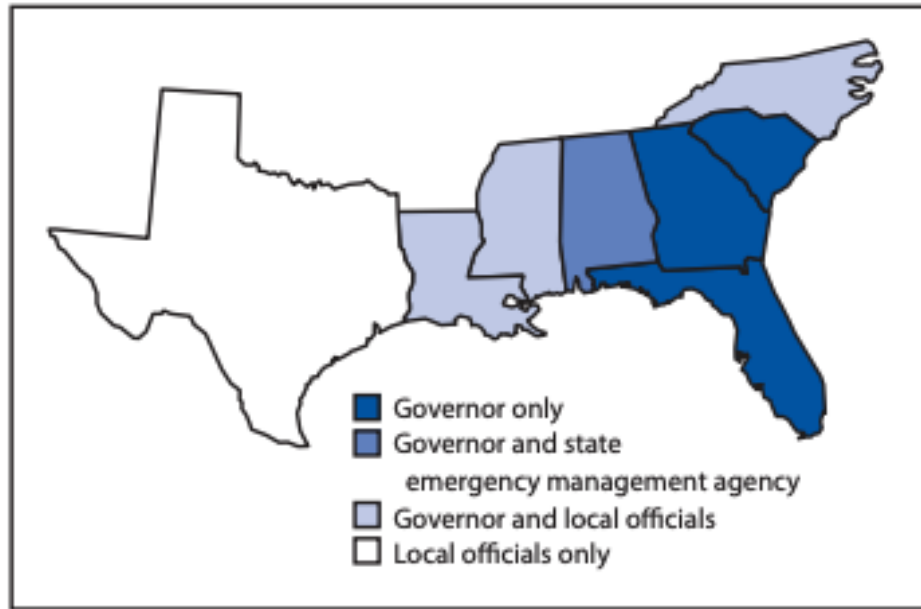 Governor only
Governor and state
emergency management agency
Governor and local officials
Local officials only